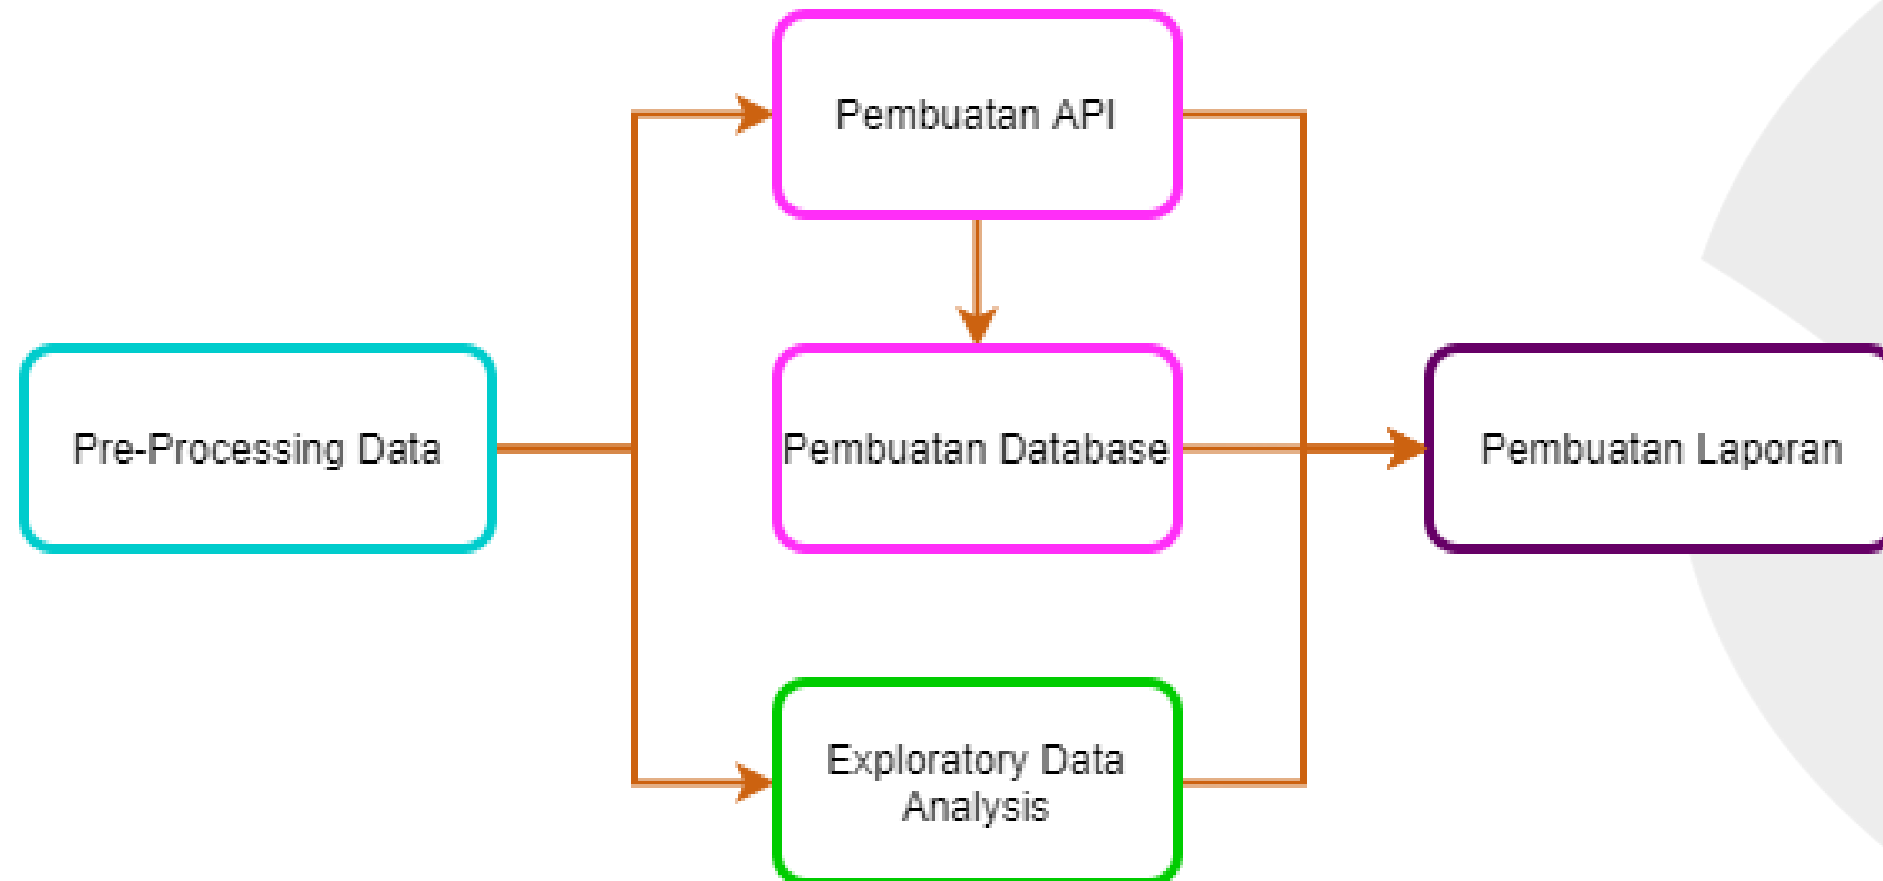 Pembuatan API
Pre-Processing Data
Pembuatan Database
Pembuatan Laporan
Exploratory Data
Analysis